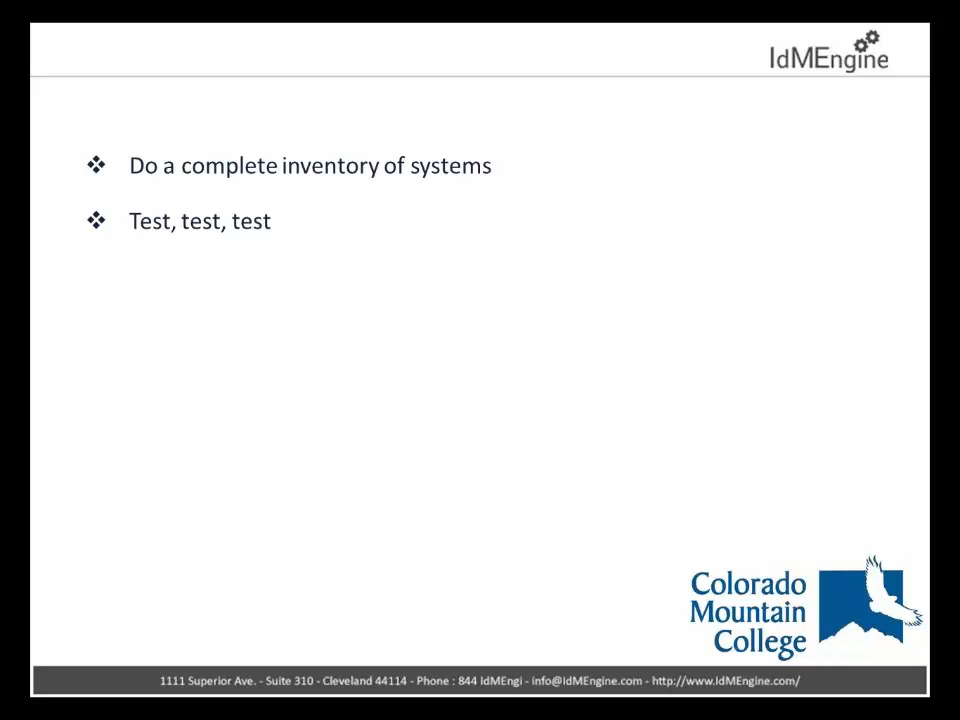 IdMEngine
Do a complete inventory of systems
Test, test, test
Colorado
Mountain
College
1111 Superior Ave. - Suite 310 - Cleveland 44114 - Phone : 844 IdMEngi - info@IdMEngine.com - http://www.IdMEngine.com/